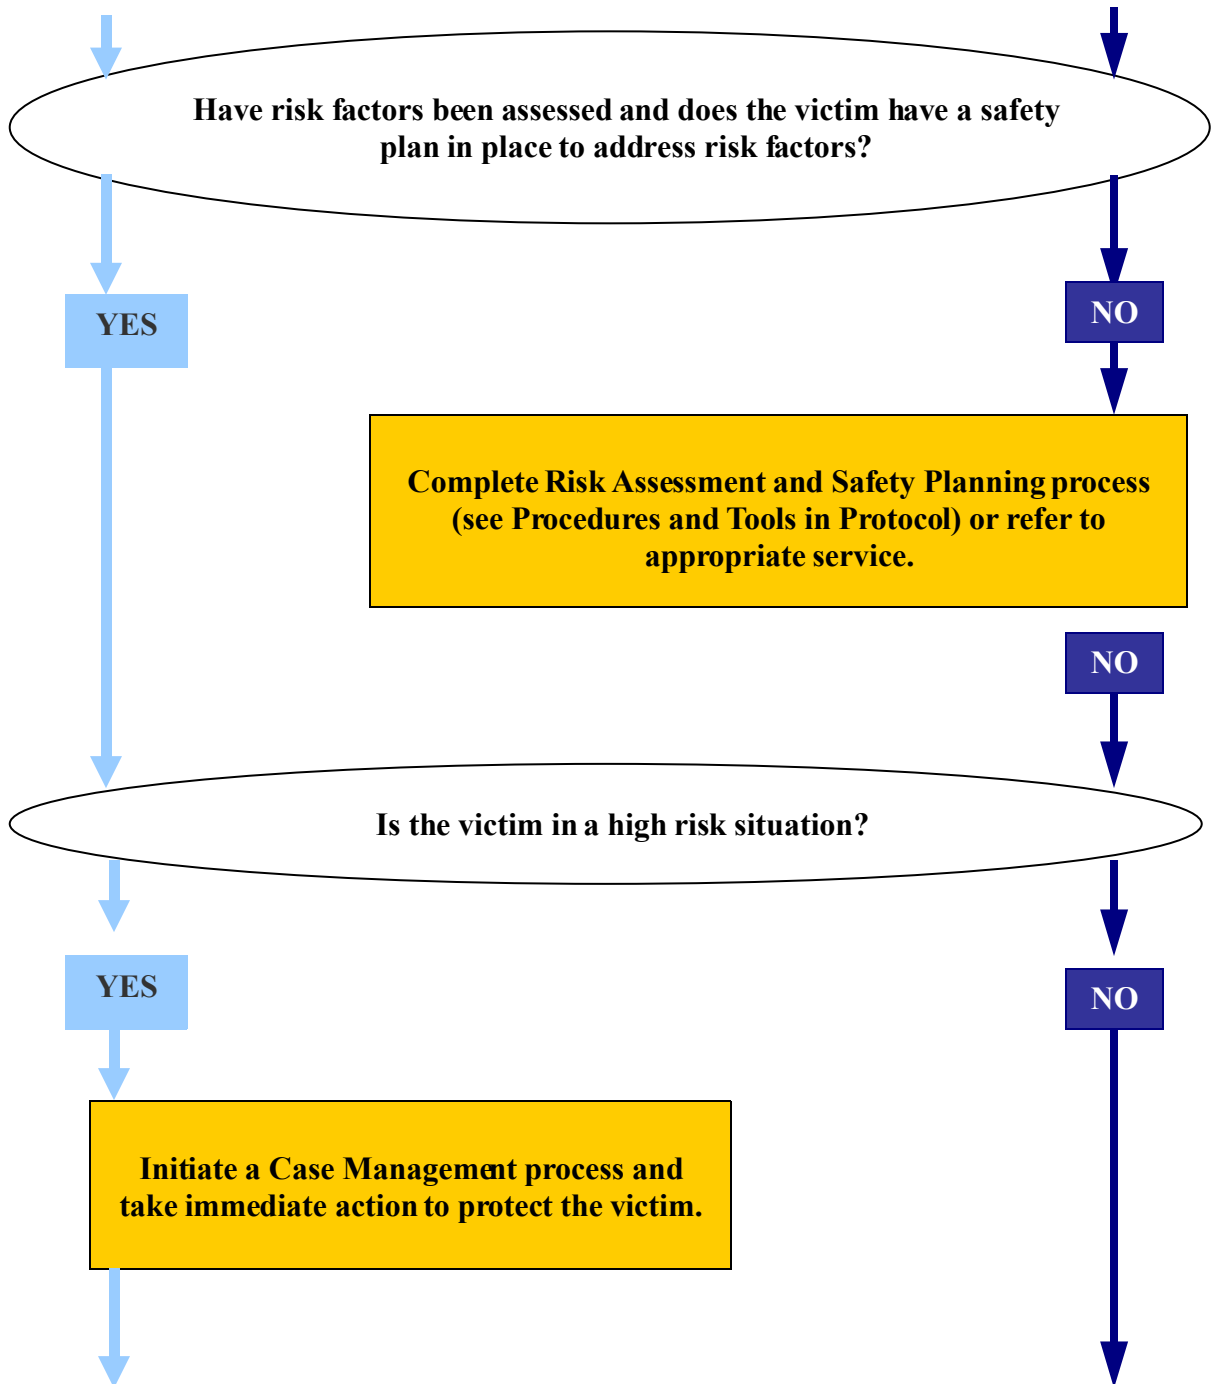 Have risk factors been assessed and does the victim have a safety
plan in place to address risk factors?
YES
NO
Complete Risk Assessment and Safety Planning process
(see Procedures and Tools in Protocol) or refer to
appropriate service.
NO
Is the victim in a high risk situation?
YES
NO
Initiate a Case Management process and
take immediate action to protect the victim.